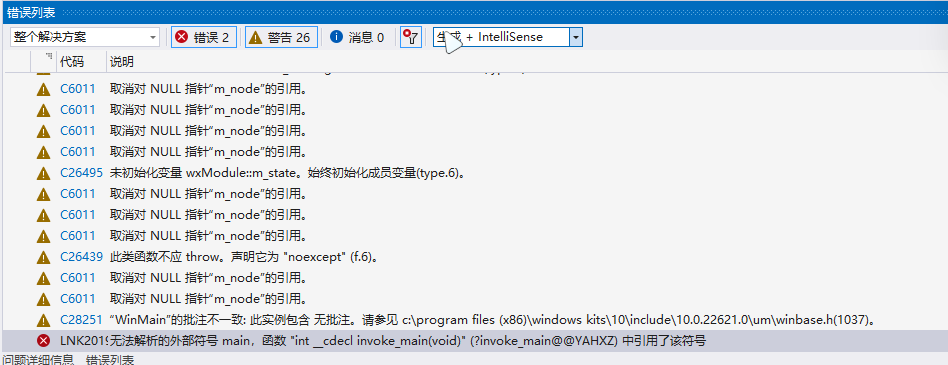 错误列表
整个解决方案 错误 2 警告 26 消息 0 生成 + IntelliSense
代码 说明
C6011 取消对 NULL 指针“m_node”的引用。
C6011 取消对 NULL 指针“m_node”的引用。
C6011 取消对 NULL 指针“m_node”的引用。
C6011 取消对 NULL 指针“m_node”的引用。
C26495 未初始化变量 wxModule::m_state。始终初始化成员变量(type.6)。
C6011 取消对 NULL 指针“m_node”的引用。
C6011 取消对 NULL 指针“m_node”的引用。
C6011 取消对 NULL 指针“m_node”的引用。
C26439 此类函数不应 throw。声明它为 "noexcept" (f.6)。
C6011 取消对 NULL 指针“m_node”的引用。
C6011 取消对 NULL 指针“m_node”的引用。
C28251 “WinMain”的批注不一致: 此实例包含 无批注。请参见 c:\program files (x86)\windows kits\10\include\10.0.22621.0\um\winbase.h(1037)。
LNK2019 无法解析的外部符号 main，函数 "int __cdecl invoke_main(void)" (?invoke_main@@YAHXZ) 中引用了该符号
问题详细信息 错误列表